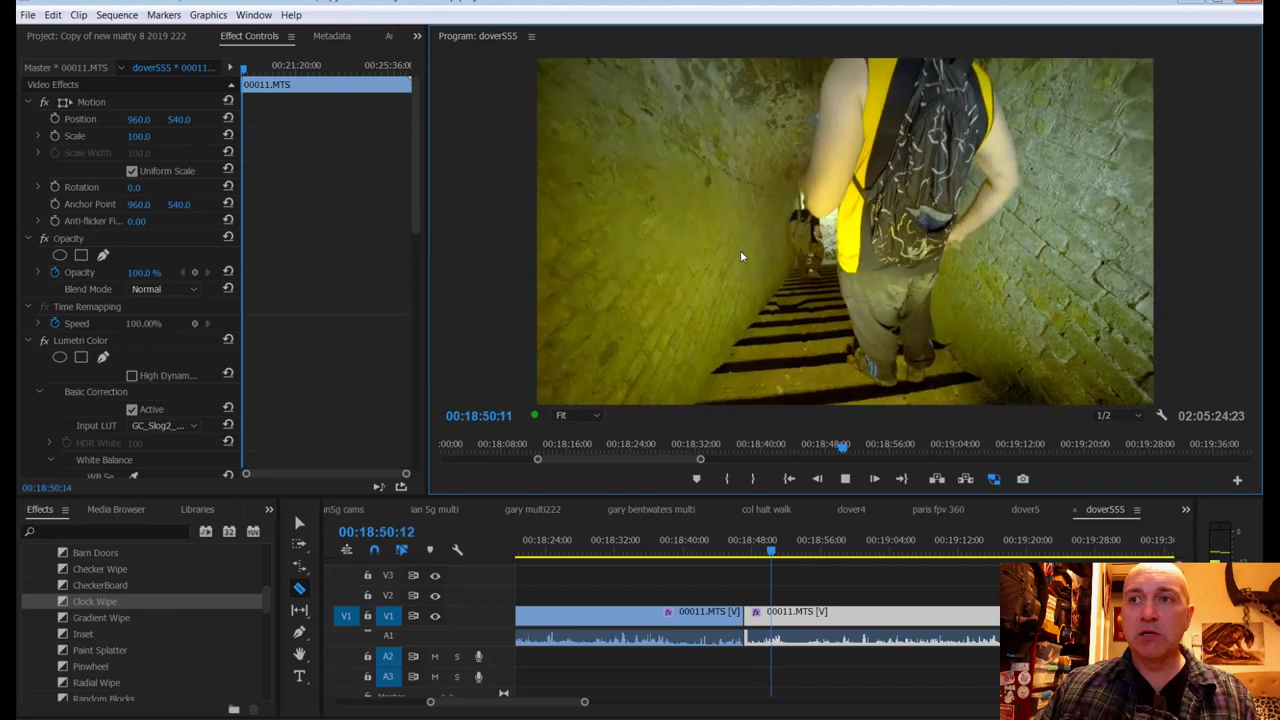 File Edit Clip Sequence Markers Graphics Window Help
Project: Copy of new matty 8 2019 222 Effect Controls Metadata
Program: dover555
Master * 00011.MTS dover555 * 00011... 00:21:20:00 00:25:36:00
Video Effects 00011.MTS
fx Motion
Position 960.0 540.0
Scale 100.0
Scale Width 100.0
Uniform Scale
Rotation 0.0
Anchor Point 960.0 540.0
Anti-flicker Fi... 0.00
fx Opacity
Opacity 100.0 %
Blend Mode Normal
fx Time Remapping
Speed 100.00%
fx Lumetri Color
High Dynam...
Basic Correction
Active
Input LUT GC_Slog2_...
HDR White 100
White Balance
00:18:50:14
00:18:50:11 Fit 1/2 02:05:24:23
:00:00 00:18:08:00 00:18:16:00 00:18:24:00 00:18:32:00 00:18:40:00 00:18:48:00 00:18:56:00 00:19:04:00 00:19:12:00 00:19:20:00 00:19:28:00 00:19:36:00
Effects Media Browser Libraries
Barn Doors
Checker Wipe
CheckerBoard
Clock Wipe
Gradient Wipe
Inset
Paint Splatter
Pinwheel
Radial Wipe
Random Blocks
ian 5g multi gary multi222 gary bentwaters multi col halt walk dover4 paris fpv 360 dover5 dover555
00:18:50:12 00:18:24:00 00:18:32:00 00:18:40:00 00:18:48:00 00:18:56:00 00:19:04:00 00:19:12:00 00:19:20:00 00:19:28:00
V3
V2
V1 V1 fx 00011.MTS [V] fx 00011.MTS [V]
A1
A2 M S
A3 M S
0